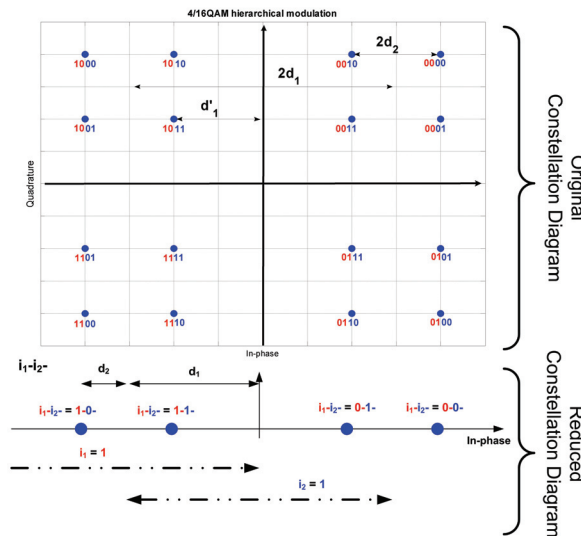 4/16QAM hierarchical modulation
2d2
1000 1010 0010 0000
2d1
d'1
1001 1011 0011 0001
Quadrature
1101 1111 0111 0101
1100 1110 0110 0100
In-phase
Original
Constellation Diagram
i1-i2-
d2 d1
i1-i2- = 1-0- i1-i2- = 1-1- i1-i2- = 0-1- i1-i2- = 0-0-
In-phase
i1 = 1
i2 = 1
Reduced
Constellation Diagram